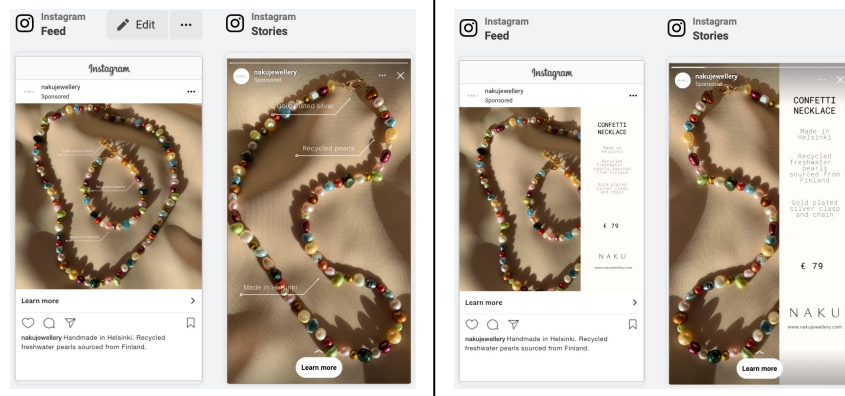 Instagram
Feed
Edit
Instagram
Stories
Instagram
nakujewellery
Sponsored
Recycled pearls
Learn more
nakujewellery Handmade in Helsinki. Recycled
freshwater pearls sourced from Finland.
nakujewellery
Sponsored
Gold plated silver
Recycled pearls
Made in Helsinki
Learn more
Instagram
Feed
Instagram
Stories
Instagram
nakujewellery
Sponsored
CONFETTI
NECKLACE
Made in
Helsinki
Recycled
freshwater
pearls sourced
from Finland
Gold plated
silver clasp
and chain
€ 79
NAKU
www.nakujewellery.com
Learn more
nakujewellery Handmade in Helsinki. Recycled
freshwater pearls sourced from Finland.
nakujewellery
Sponsored
CONFETTI
NECKLACE
Made in
Helsinki
Recycled
freshwater
pearls
sourced from
Finland
Gold plated
silver clasp
and chain
€ 79
NAKU
www.nakujewellery.com
Learn more